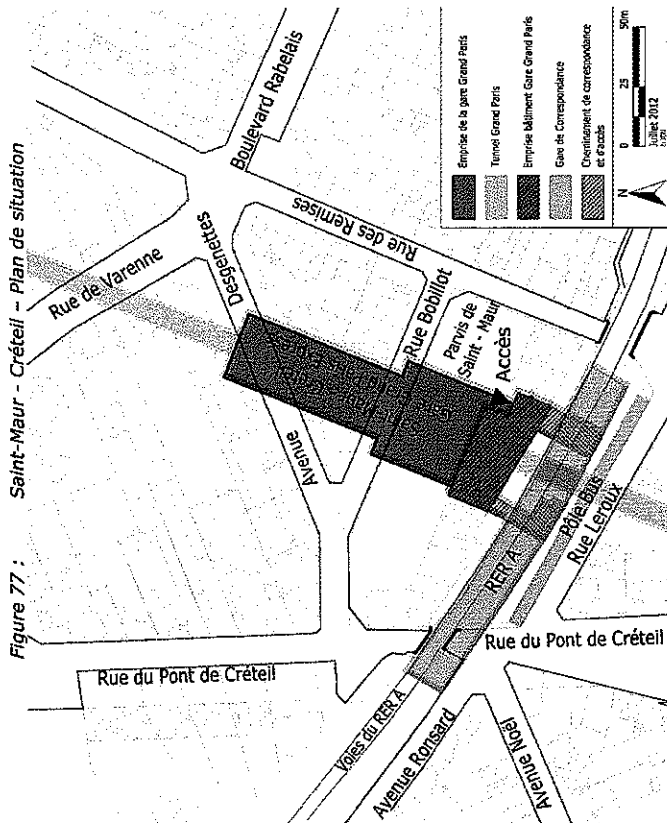 Figure 77 : Saint-Maur - Créteil – Plan de situation
Rue de Varenne
Boulevard Rabelais
Desgenettes
Avenue
Rue des Remises
Rue Bobillot
Parvis de
Saint - Maur
Accès
RER A
Pôle Bus
Rue Leroux
Rue du Pont de Créteil
Rue du Pont de Créteil
Voies du RER A
Avenue Ronsard
Avenue Noël
Emprise de la gare Grand Paris
Tunnel Grand Paris
Emprise bâtiment Gare Grand Paris
Gare de Correspondance
Cheminement de correspondance
et d'accès
N
0 25 50m
Juillet 2012